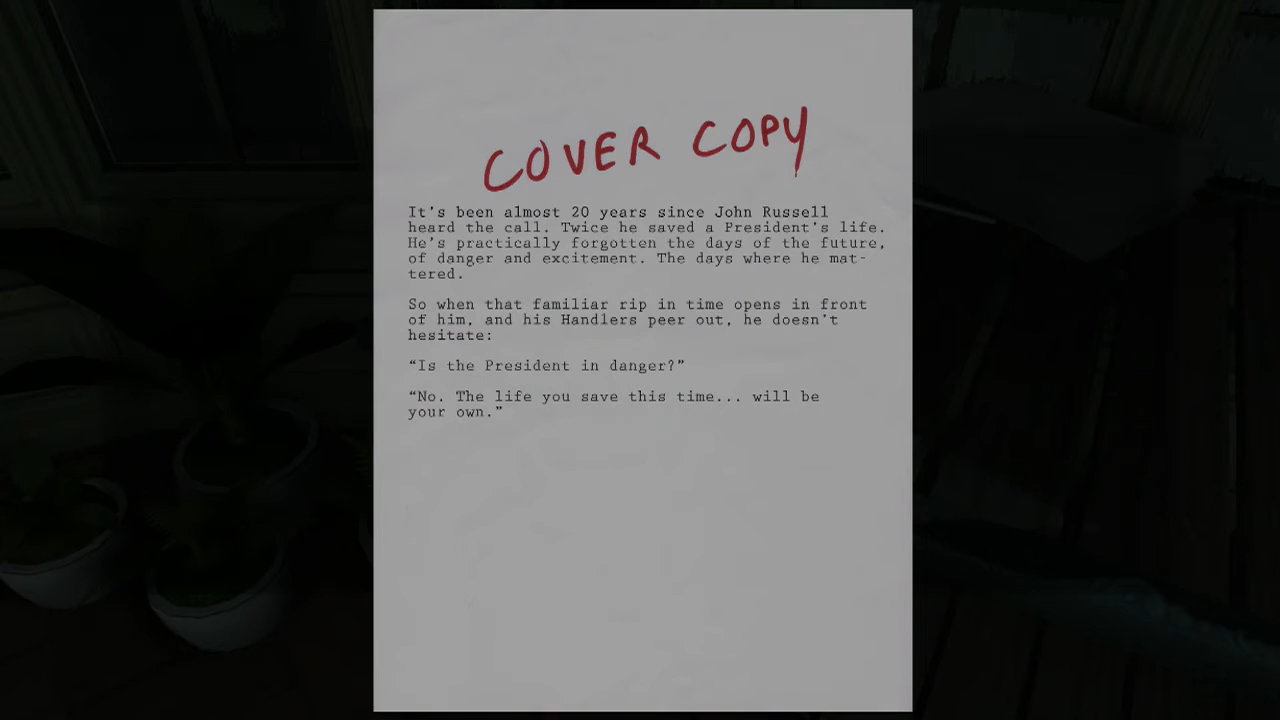 COVER COPY
It's been almost 20 years since John Russell
heard the call. Twice he saved a President's life.
He's practically forgotten the days of the future,
of danger and excitement. The days where he mat-
tered.
So when that familiar rip in time opens in front
of him, and his Handlers peer out, he doesn't
hesitate:
“Is the President in danger?”
“No. The life you save this time... will be
your own.”